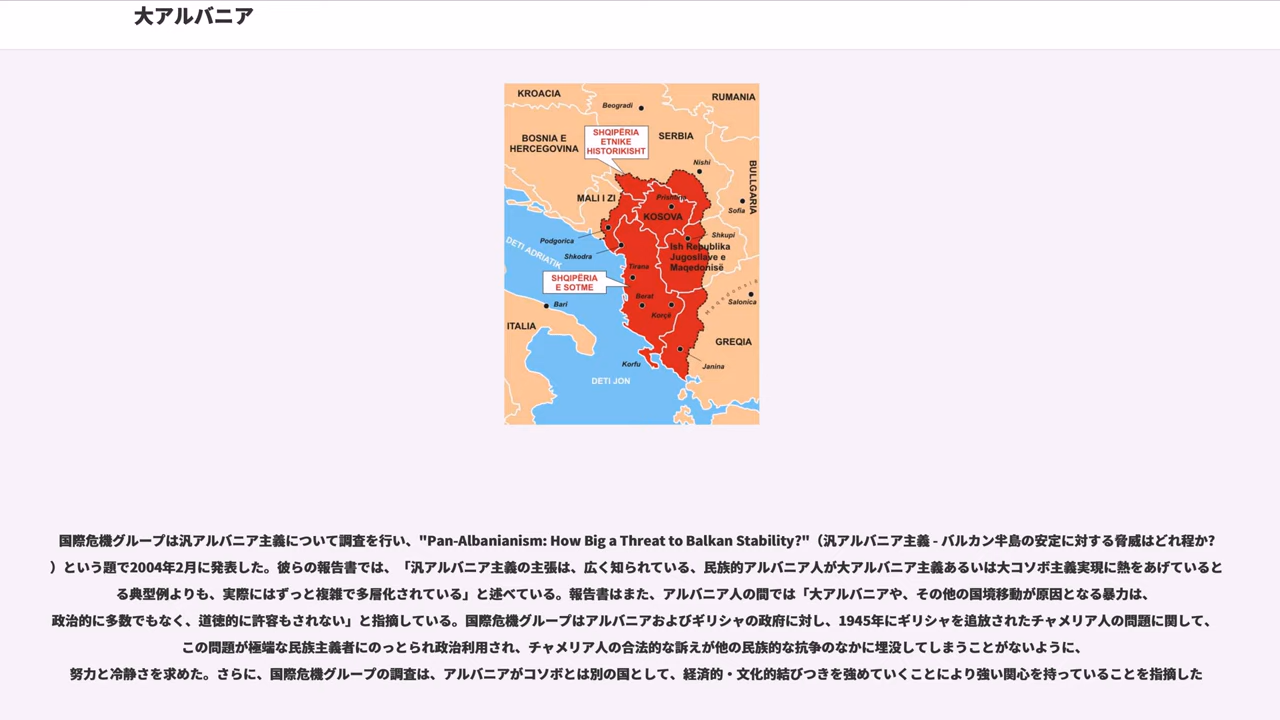 大アルバニア
KROACIA
RUMANIA
Beogradi
SHQIPËRIA
ETNIKE
HISTORIKISHT
BOSNIA E
HERCEGOVINA
SERBIA
Nishi
BULLGARIA
MALI I ZI
Prishtina
Sofia
KOSOVA
Podgorica
Shkupi
DETI ADRIATIK
Shkodra
Ish Republika
Jugosllave e
Maqedonisë
Tirana
SHQIPËRIA
E SOTME
Berat
Maqedonia
Salonica
Bari
Korçë
ITALIA
GREQIA
Korfu
Janina
DETI JON
国際危機グループは汎アルバニア主義について調査を行い、"Pan-Albanianism: How Big a Threat to Balkan Stability?"（汎アルバニア主義 - バルカン半島の安定に対する脅威はどれ程か?
）という題で2004年2月に発表した。彼らの報告書では、「汎アルバニア主義の主張は、広く知られている、民族的アルバニア人が大アルバニア主義あるいは大コソボ主義実現に熱をあげていると
る典型例よりも、実際にはずっと複雑で多層化されている」と述べている。報告書はまた、アルバニア人の間では「大アルバニアや、その他の国境移動が原因となる暴力は、
政治的に多数でもなく、道徳的に許容もされない」と指摘している。国際危機グループはアルバニアおよびギリシャの政府に対し、1945年にギリシャを追放されたチャメリア人の問題に関して、
この問題が極端な民族主義者にのっとられ政治利用され、チャメリア人の合法的な訴えが他の民族的な抗争のなかに埋没してしまうことがないように、
努力と冷静さを求めた。さらに、国際危機グループの調査は、アルバニアがコソボとは別の国として、経済的・文化的結びつきを強めていくことにより強い関心を持っていることを指摘した